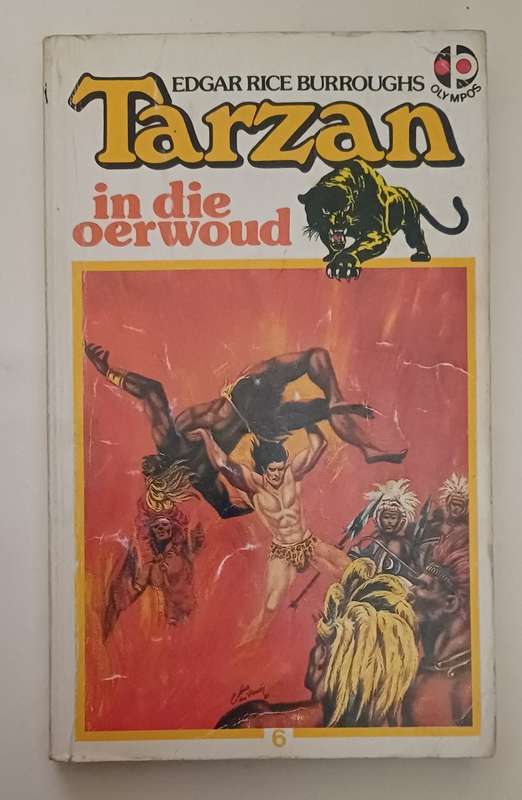 EDGAR RICE BURROUGHS
OLYMPOS
Tarzan
in die
oerwoud
6